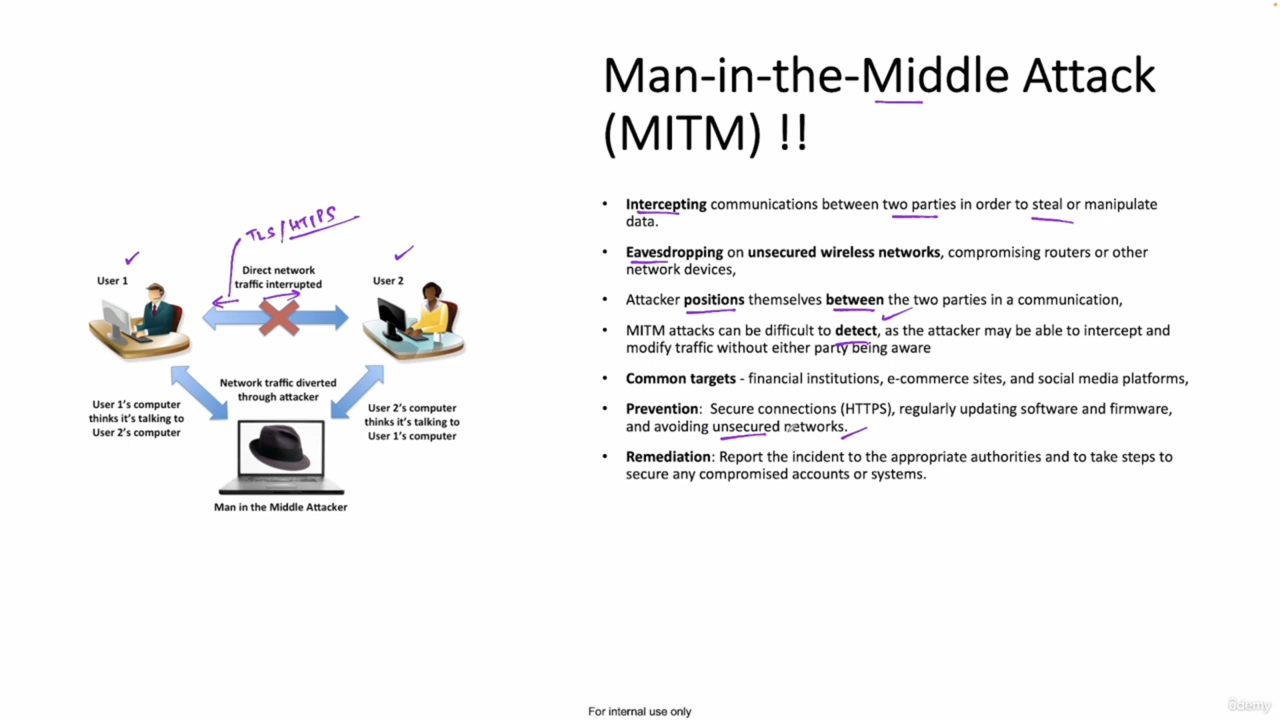 Man-in-the-Middle Attack
(MITM) !!
• Intercepting communications between two parties in order to steal or manipulate
data.
• Eavesdropping on unsecured wireless networks, compromising routers or other
network devices,
• Attacker positions themselves between the two parties in a communication,
• MITM attacks can be difficult to detect, as the attacker may be able to intercept and
modify traffic without either party being aware
• Common targets - financial institutions, e-commerce sites, and social media platforms,
• Prevention: Secure connections (HTTPS), regularly updating software and firmware,
and avoiding unsecured networks.
• Remediation: Report the incident to the appropriate authorities and to take steps to
secure any compromised accounts or systems.
TLS/HTTPS
User 1
Direct network
traffic interrupted
User 2
Network traffic diverted
through attacker
User 1's computer
thinks it's talking to
User 2's computer
User 2's computer
thinks it's talking to
User 1's computer
Man in the Middle Attacker
For internal use only
ûdemy